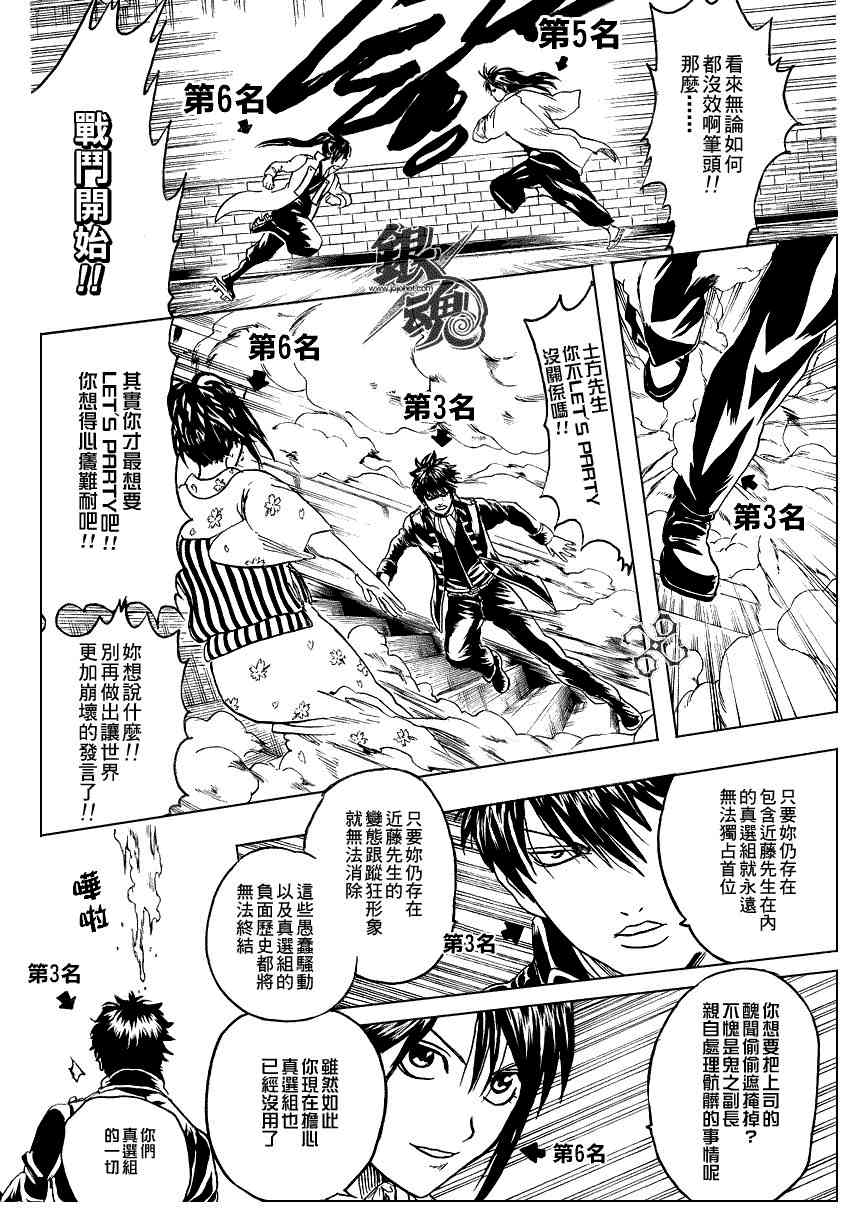 看來無論如何
都沒效啊筆頭!!
那麼……
第5名
第6名
戰鬥開始!!
銀魂
www.jojohot.com
第3名
土方先生
你不LET'S PARTY
沒關係嗎!!
第3名
第6名
其實你才最想要
LET'S PARTY吧!!
你想得心癢難耐吧!!
妳想說什麼!!
別再做出讓世界
更加崩壞的發言了!!
只要妳仍存在
包含近藤先生在內
的真選組就永遠
無法獨占首位
第3名
只要妳仍存在
近藤先生的
變態跟蹤狂形象
就無法消除
這些愚蠢騷動
以及真選組的
負面歷史都將
無法終結
嘩啦
第3名
你想要把上司的
醜聞偷偷遮掩掉?
不愧是鬼之副長
親自處理骯髒的事情呢
第6名
雖然如此
你現在擔心
真選組也
已經沒用了
你們
真選組
的一切